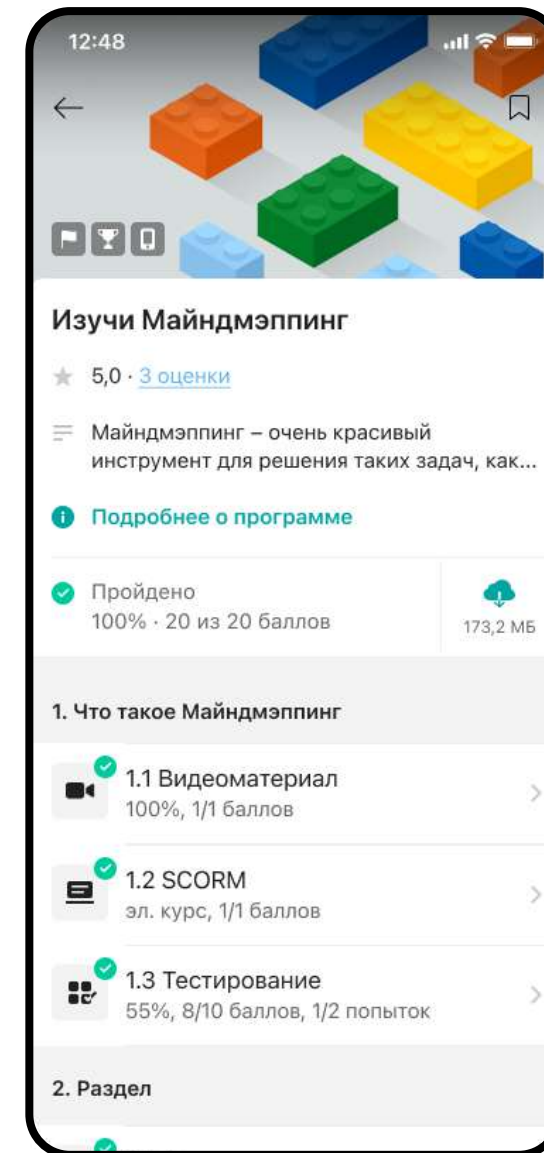 12:48
Изучи Майндмэппинг
5,0 · 3 оценки
Майндмэппинг – очень красивый
инструмент для решения таких задач, как...
Подробнее о программе
Пройдено
100% · 20 из 20 баллов
173,2 МБ
1. Что такое Майндмэппинг
1.1 Видеоматериал
100%, 1/1 баллов
1.2 SCORM
эл. курс, 1/1 баллов
1.3 Тестирование
55%, 8/10 баллов, 1/2 попыток
2. Раздел